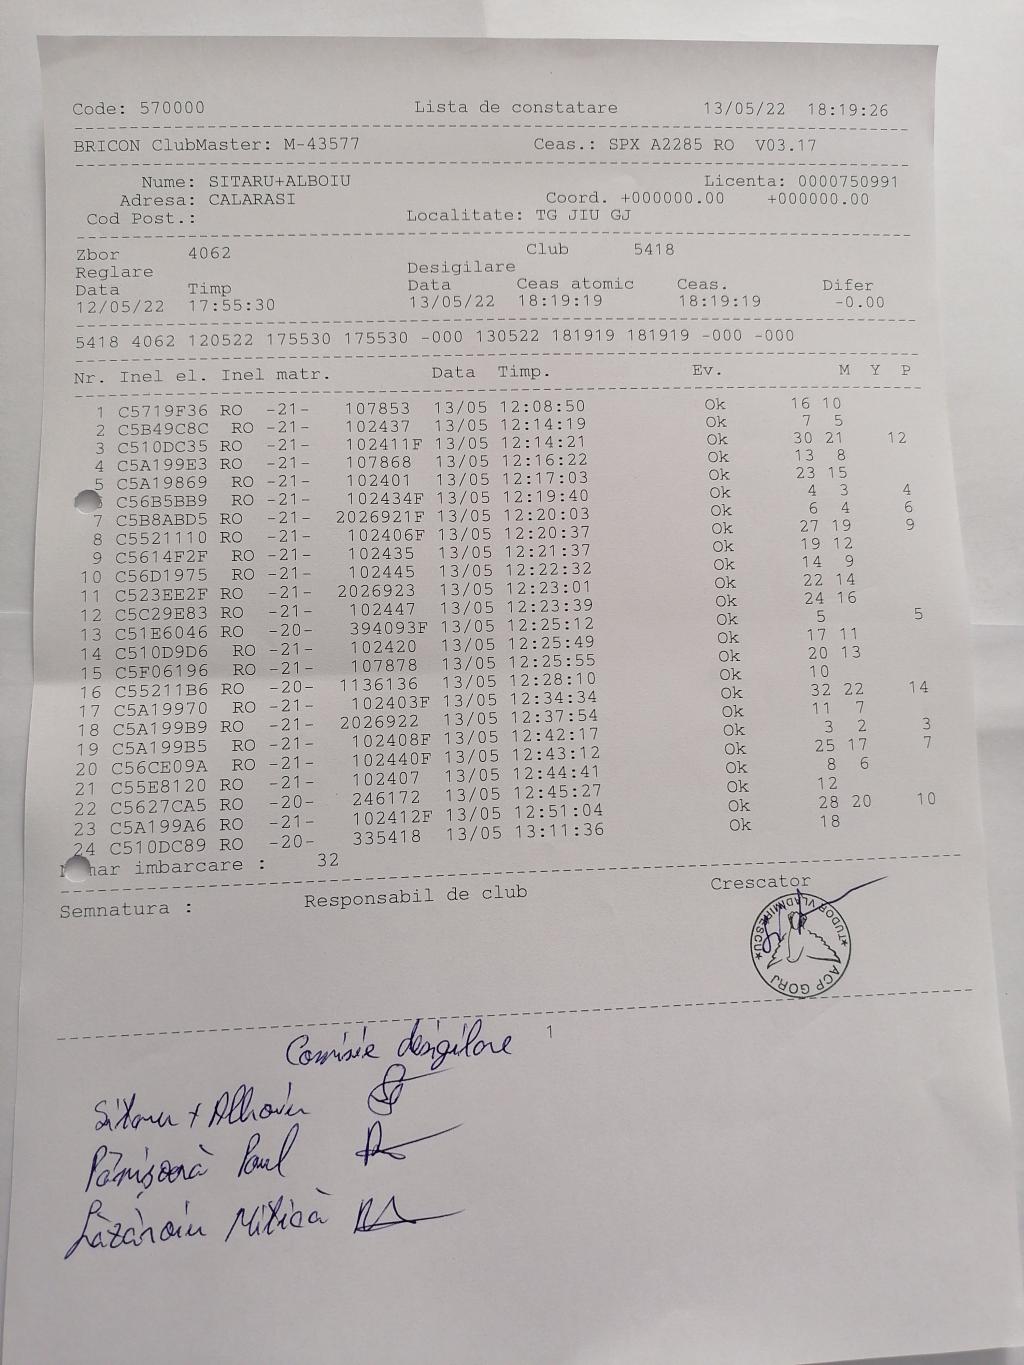 Code: 570000 Lista de constatare 13/05/22 18:19:26
BRICON ClubMaster: M-43577 Ceas.: SPX A2285 RO V03.17
Nume: SITARU+ALBOIU Licenta: 0000750991
Adresa: CALARASI Coord. +000000.00 +000000.00
Cod Post.: Localitate: TG JIU GJ
Zbor 4062 Club 5418
Reglare Desigilare
Data Timp Data Ceas atomic Ceas. Difer
12/05/22 17:55:30 13/05/22 18:19:19 18:19:19 -0.00
5418 4062 120522 175530 175530 -000 130522 181919 181919 -000 -000
Nr. Inel el. Inel matr. Data Timp. Ev. M Y P
1 C5719F36 RO -21- 107853 13/05 12:08:50 Ok 16 10
2 C5B49C8C RO -21- 102437 13/05 12:14:19 Ok 7 5
3 C510DC35 RO -21- 102411F 13/05 12:14:21 Ok 30 21 12
4 C5A199E3 RO -21- 107868 13/05 12:16:22 Ok 13 8
5 C5A19869 RO -21- 102401 13/05 12:17:03 Ok 23 15
C56B5BB9 RO -21- 102434F 13/05 12:19:40 Ok 4 3 4
7 C5B8ABD5 RO -21- 2026921F 13/05 12:20:03 Ok 6 4 6
8 C5521110 RO -21- 102406F 13/05 12:20:37 Ok 27 19 9
9 C5614F2F RO -21- 102435 13/05 12:21:37 Ok 19 12
10 C56D1975 RO -21- 102445 13/05 12:22:32 Ok 14 9
11 C523EE2F RO -21- 2026923 13/05 12:23:01 Ok 22 14
12 C5C29E83 RO -21- 102447 13/05 12:23:39 Ok 24 16
13 C51E6046 RO -20- 394093F 13/05 12:25:12 Ok 5 5
14 C510D9D6 RO -21- 102420 13/05 12:25:49 Ok 17 11
15 C5F06196 RO -21- 107878 13/05 12:25:55 Ok 20 13
16 C55211B6 RO -20- 1136136 13/05 12:28:10 Ok 10
17 C5A19970 RO -21- 102403F 13/05 12:34:34 Ok 32 22 14
18 C5A199B9 RO -21- 2026922 13/05 12:37:54 Ok 11 7
19 C5A199B5 RO -21- 102408F 13/05 12:42:17 Ok 3 2 3
20 C56CE09A RO -21- 102440F 13/05 12:43:12 Ok 25 17 7
21 C55E8120 RO -21- 102407 13/05 12:44:41 Ok 8 6
22 C5627CA5 RO -20- 246172 13/05 12:45:27 Ok 12
23 C5A199A6 RO -21- 102412F 13/05 12:51:04 Ok 28 20 10
24 C510DC89 RO -20- 335418 13/05 13:11:36 Ok 18
imbarcare : 32
Semnatura : Responsabil de club Crescator
TUDOR VLADIMIRESCU
ACP GORJ
1
Comisie desigilare
Sitaru + Alboiu
Pănișoară Paul
Lăzăroiu Mitică